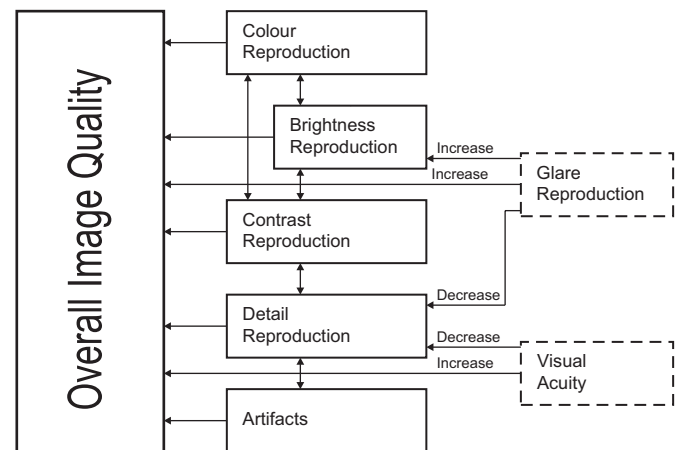 Overall Image Quality
Colour
Reproduction
Brightness
Reproduction
Increase
Increase
Glare
Reproduction
Contrast
Reproduction
Decrease
Detail
Reproduction
Decrease
Increase
Visual
Acuity
Artifacts